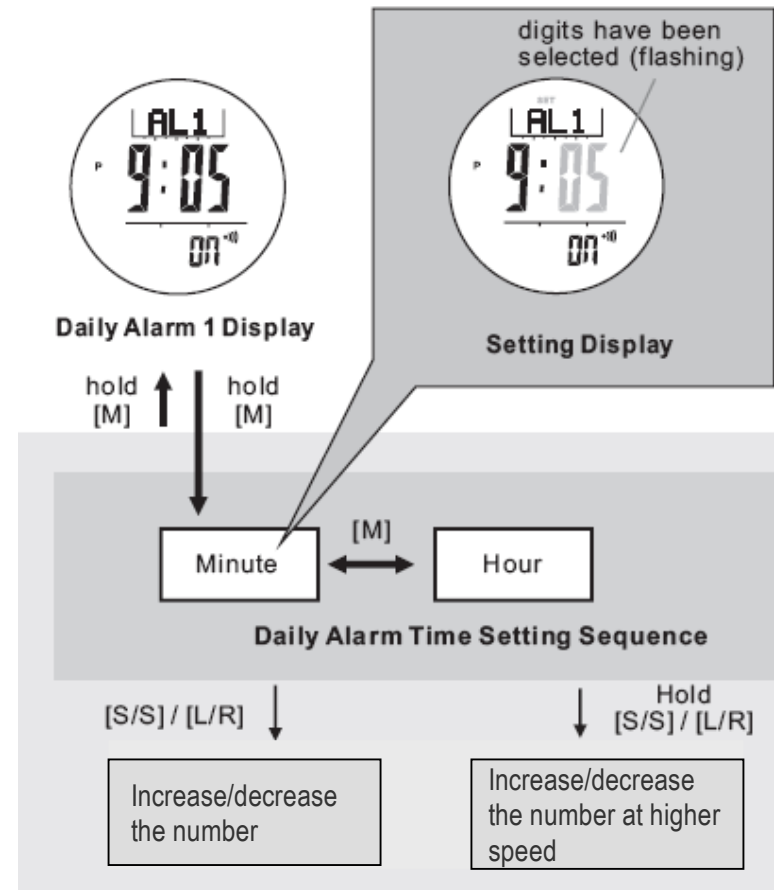 digits have been
selected (flashing)
AL1
P 9:05
ON
SET
AL1
P 9:05
ON
Daily Alarm 1 Display
Setting Display
hold
[M]
hold
[M]
Minute
[M]
Hour
Daily Alarm Time Setting Sequence
[S/S] / [L/R]
Hold
[S/S] / [L/R]
Increase/decrease
the number
Increase/decrease
the number at higher
speed